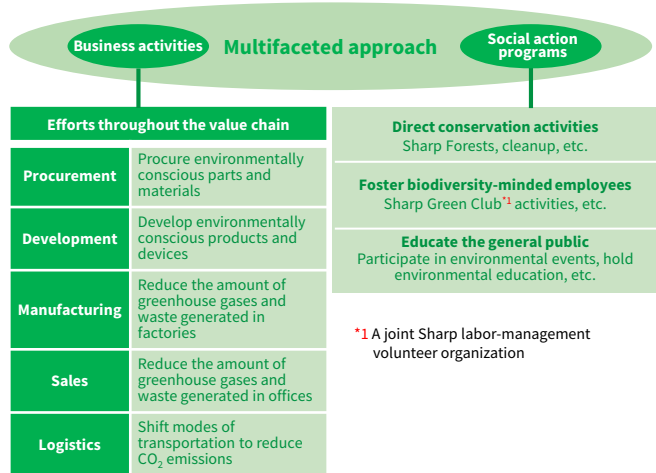 Business activities
Multifaceted approach
Social action
programs
Efforts throughout the value chain
Procurement
Procure environmentally
conscious parts and
materials
Development
Develop environmentally
conscious products and
devices
Manufacturing
Reduce the amount of
greenhouse gases and
waste generated in
factories
Sales
Reduce the amount of
greenhouse gases and
waste generated in offices
Logistics
Shift modes of
transportation to reduce
CO₂ emissions
Direct conservation activities
Sharp Forests, cleanup, etc.
Foster biodiversity-minded employees
Sharp Green Club*1 activities, etc.
Educate the general public
Participate in environmental events, hold
environmental education, etc.
*1 A joint Sharp labor-management
volunteer organization